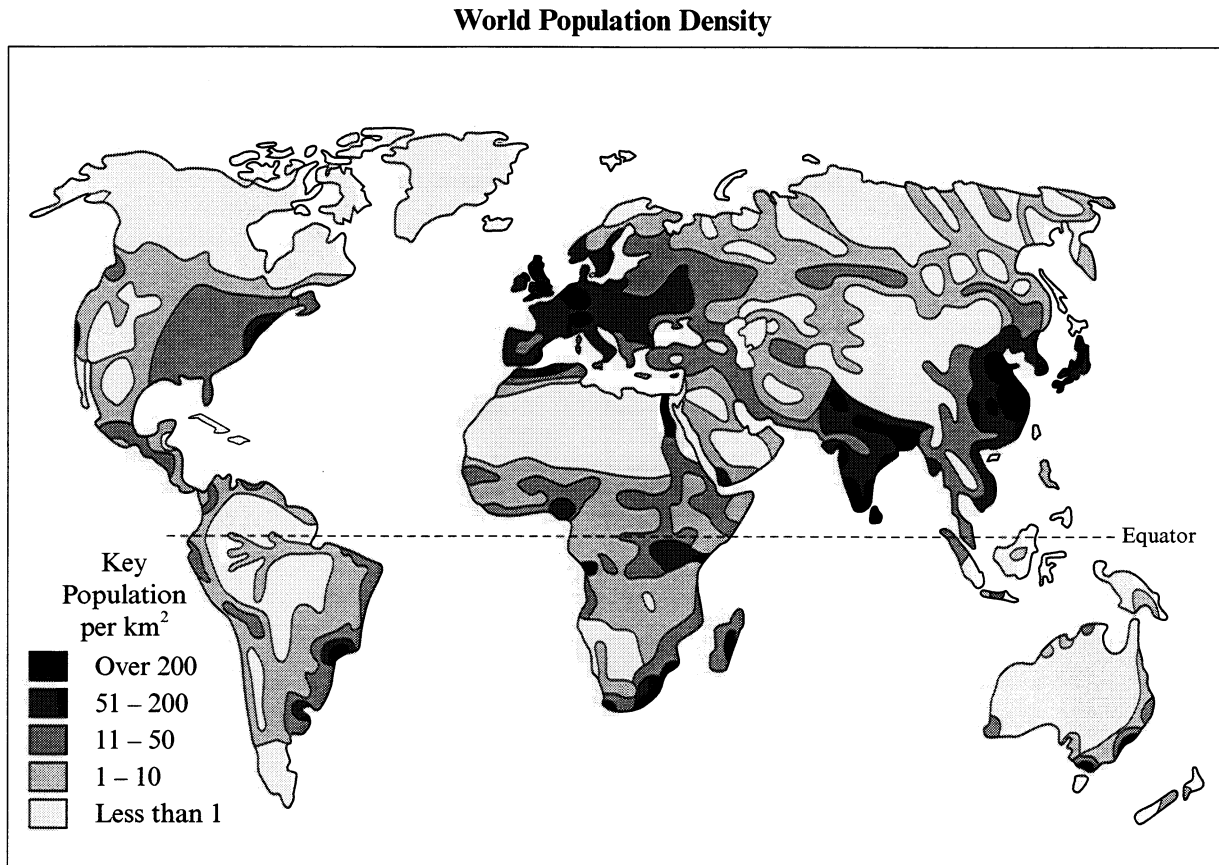 World Population Density
Equator
Key
Population
per km²
Over 200
51 – 200
11 – 50
1 – 10
Less than 1